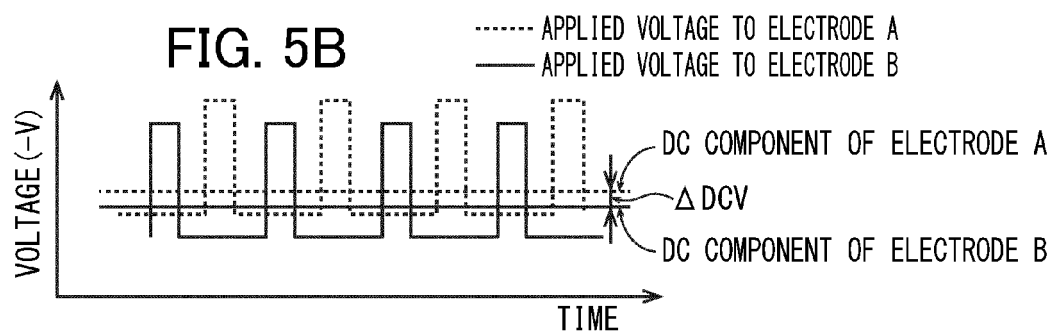 FIG. 5B
APPLIED VOLTAGE TO ELECTRODE A
APPLIED VOLTAGE TO ELECTRODE B
VOLTAGE(-V)
DC COMPONENT OF ELECTRODE A
Δ DCV
DC COMPONENT OF ELECTRODE B
TIME